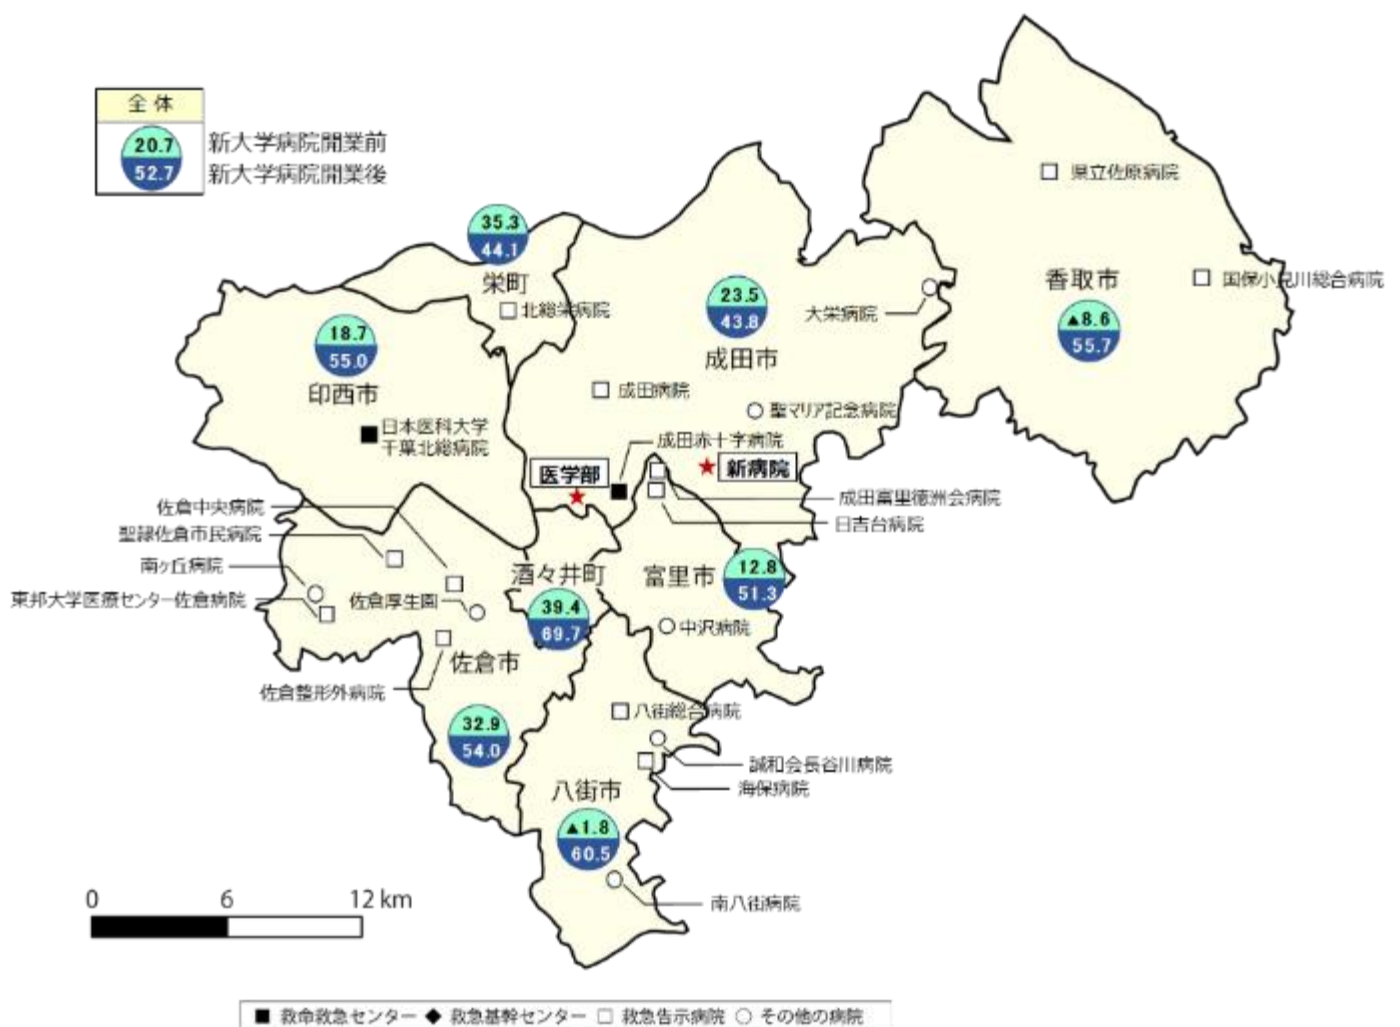 全体
20.7
52.7
新大学病院開業前
新大学病院開業後
県立佐原病院
35.3
44.1
栄町
北総栄病院
23.5
43.8
成田市
大栄病院
香取市
▲8.6
55.7
国保小見川総合病院
18.7
55.0
印西市
成田病院
聖マリア記念病院
日本医科大学
千葉北総病院
成田赤十字病院
医学部
新病院
成田富里徳洲会病院
日吉台病院
佐倉中央病院
聖隷佐倉市民病院
南ヶ丘病院
東邦大学医療センター佐倉病院
佐倉厚生園
酒々井町
39.4
69.7
富里市
12.8
51.3
中沢病院
佐倉市
佐倉整形外病院
32.9
54.0
八街総合病院
誠和会長谷川病院
海保病院
八街市
▲1.8
60.5
南八街病院
0 6 12 km
■ 救命救急センター ◆ 救急基幹センター □ 救急告示病院 ○ その他の病院